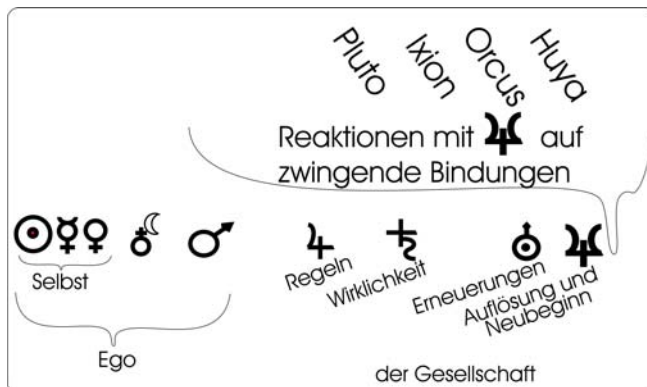 Pluto
Ixion
Orcus
Huya
Reaktionen mit auf
zwingende Bindungen
Selbst
Regeln
Wirklichkeit
Erneuerungen
Auflösung und
Neubeginn
Ego
der Gesellschaft